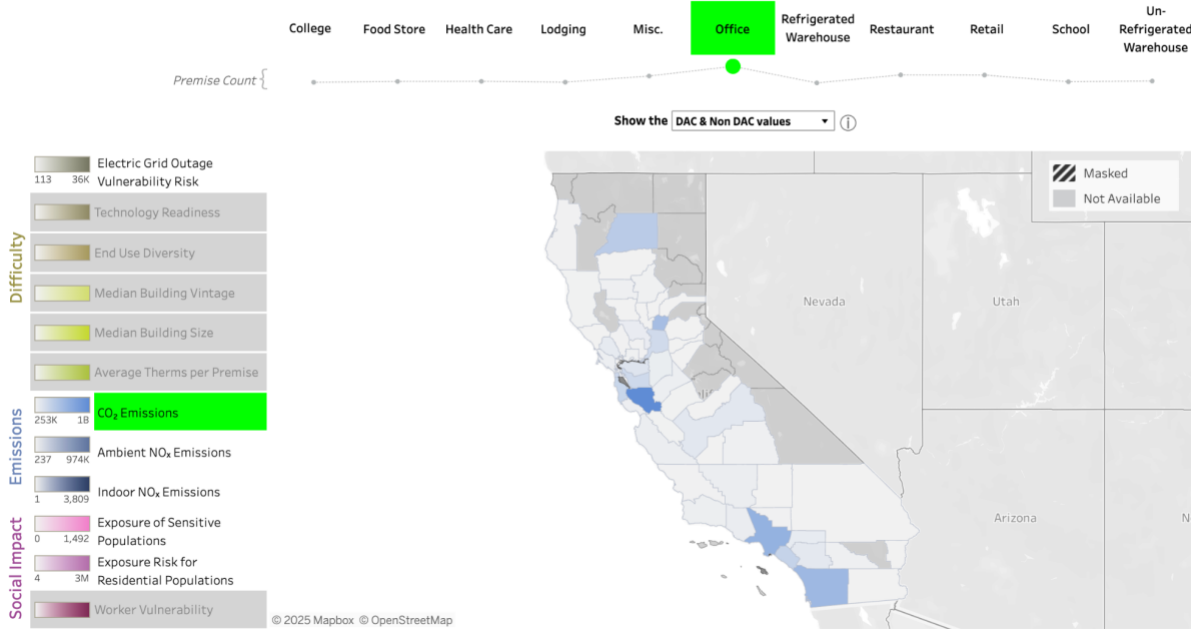 College
Food Store
Health Care
Lodging
Misc.
Office
Refrigerated
Warehouse
Restaurant
Retail
School
Un-
Refrigerated
Warehouse
Premise Count
Show the DAC & Non DAC values
Difficulty
Electric Grid Outage
Vulnerability Risk
113 36K
Technology Readiness
End Use Diversity
Median Building Vintage
Median Building Size
Average Therms per Premise
Emissions
CO₂ Emissions
253K 1B
Ambient NOₓ Emissions
237 974K
Indoor NOₓ Emissions
1 3,809
Social Impact
Exposure of Sensitive
Populations
0 1,492
Exposure Risk for
Residential Populations
4 3M
Worker Vulnerability
Masked
Not Available
Nevada
Utah
Arizona
© 2025 Mapbox © OpenStreetMap